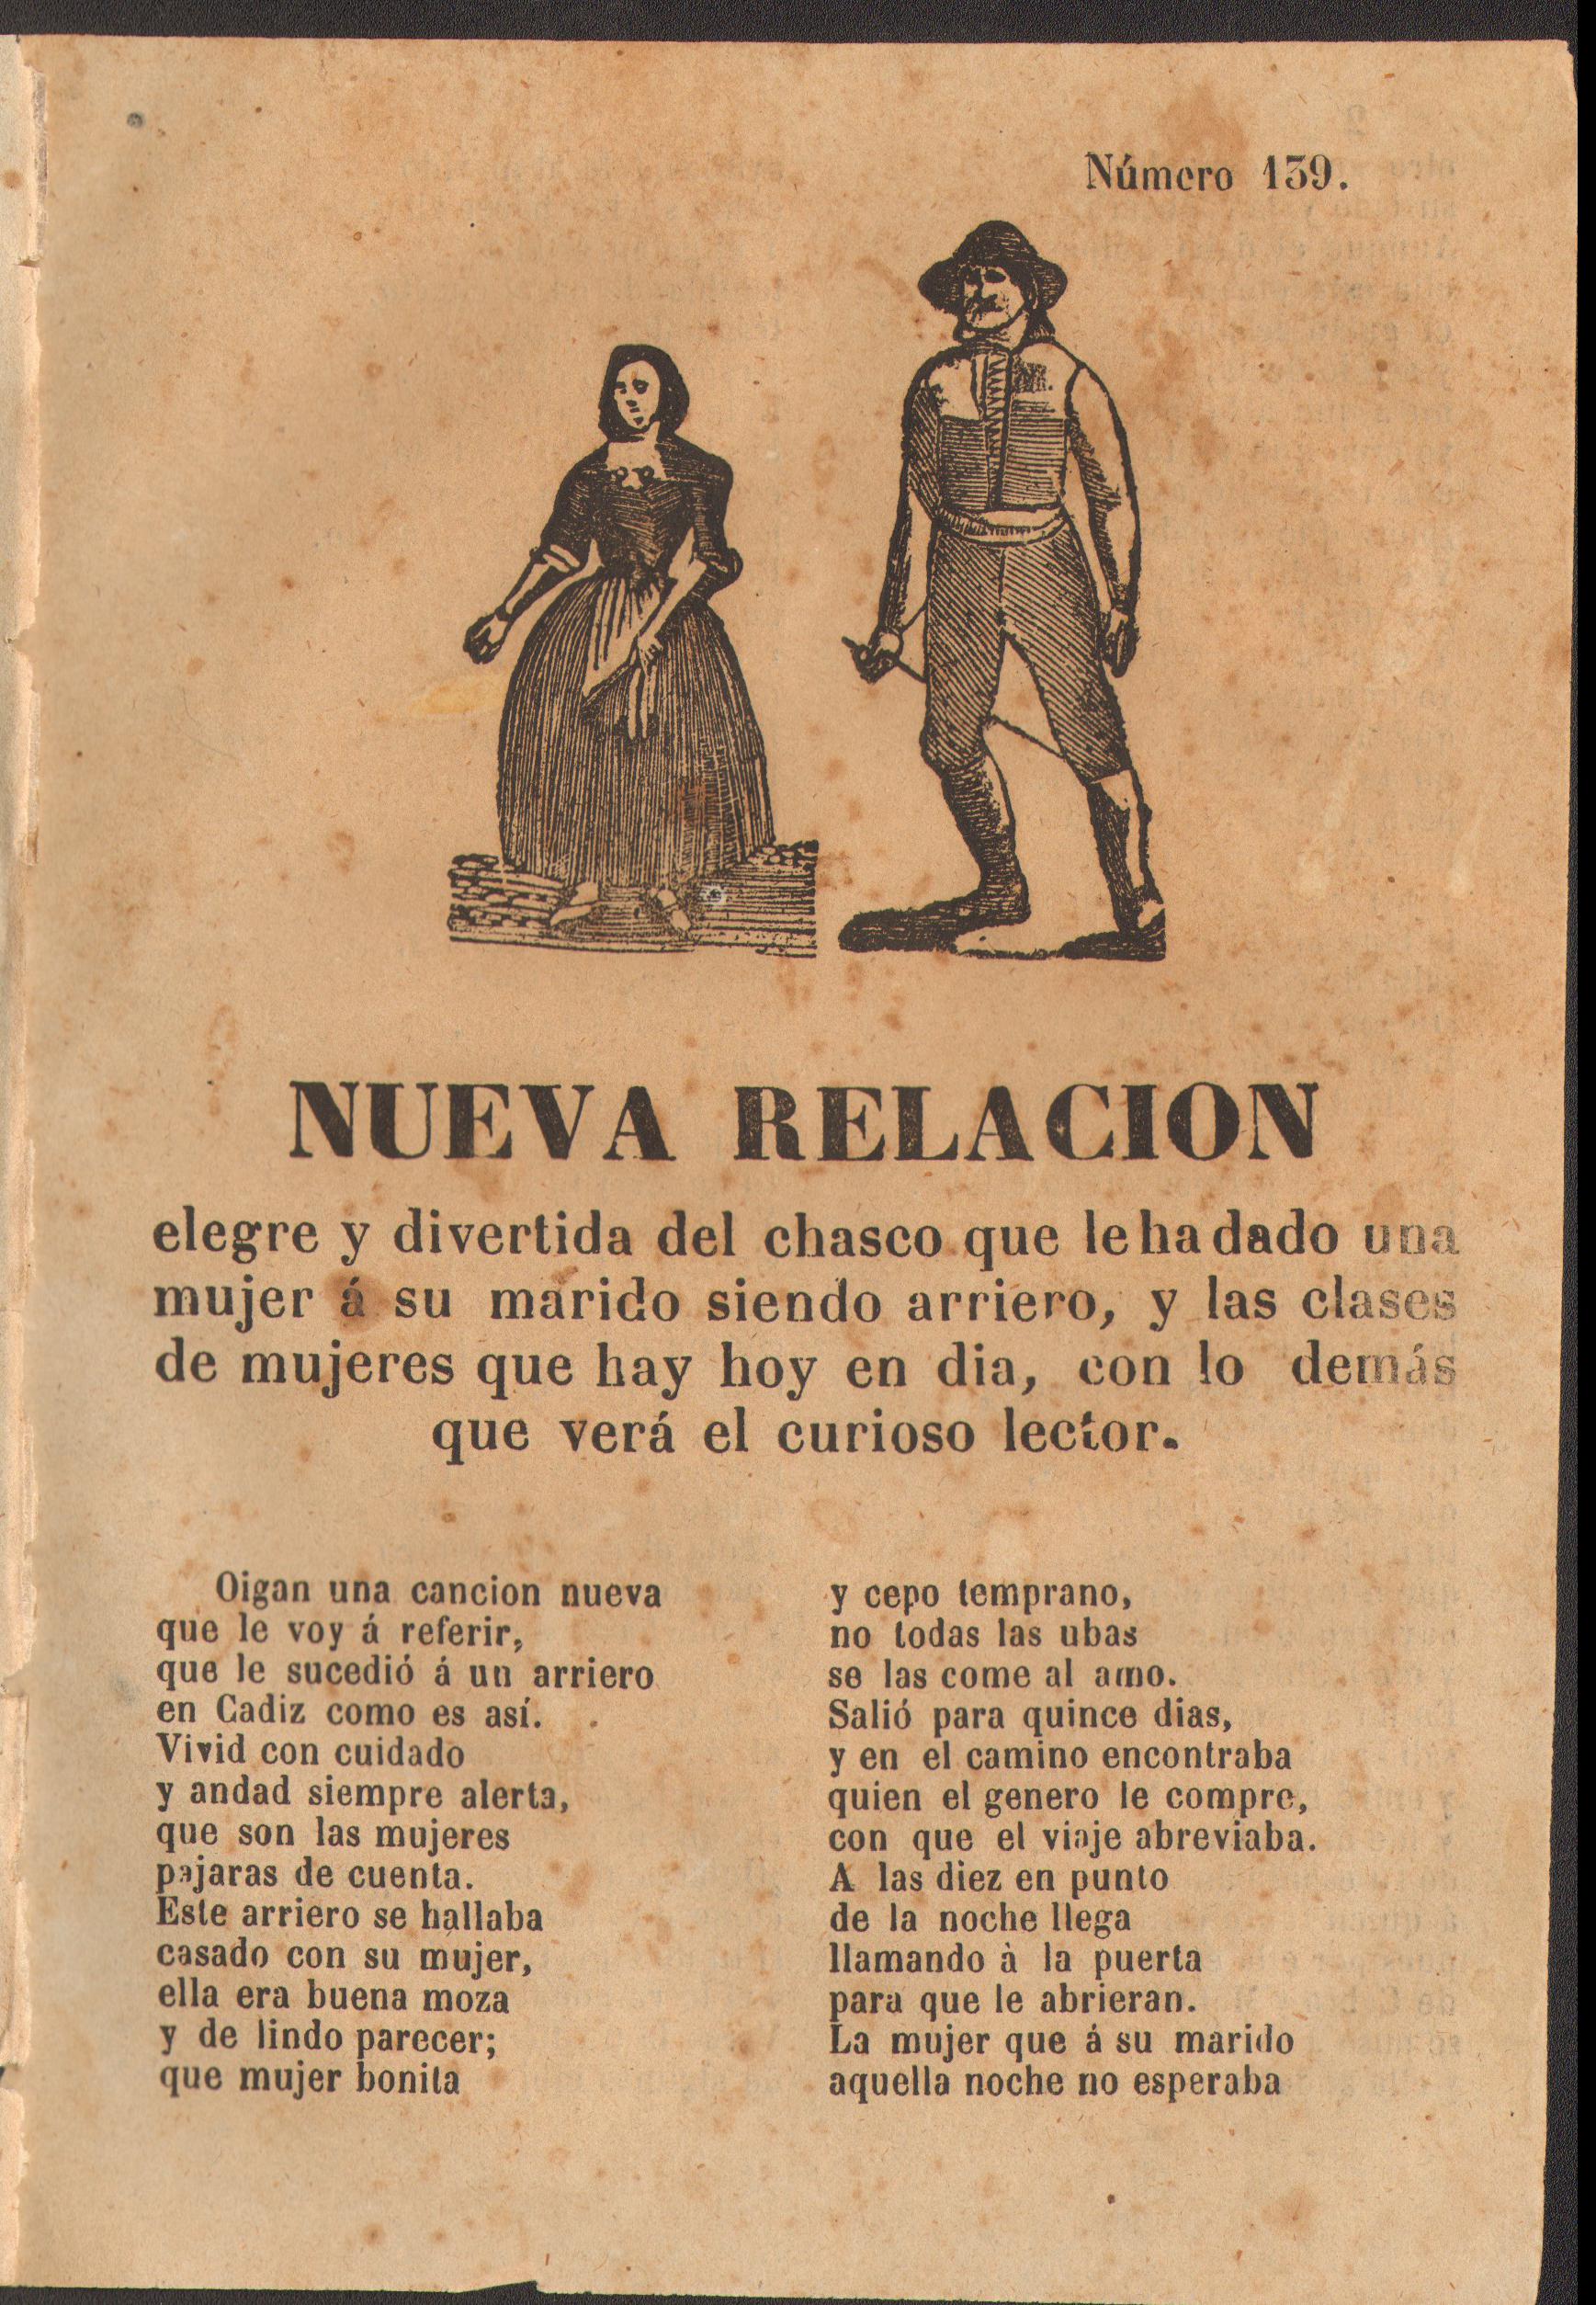 Número 139.
NUEVA RELACION
elegre y divertida del chasco que le ha dado una
mujer á su marido siendo arriero, y las clases
de mujeres que hay hoy en dia, con lo demás
que verá el curioso lector.
Oigan una cancion nueva
que le voy á referir,
que le sucedió á un arriero
en Cadiz como es así.
Vivid con cuidado
y andad siempre alerta,
que son las mujeres
pajaras de cuenta.
Este arriero se hallaba
casado con su mujer,
ella era buena moza
y de lindo parecer;
que mujer bonita
y cepo temprano,
no todas las ubas
se las come al amo.
Salió para quince dias,
y en el camino encontraba
quien el genero le compre,
con que el viaje abreviaba.
A las diez en punto
de la noche llega
llamando à la puerta
para que le abrieran.
La mujer que á su marido
aquella noche no esperaba